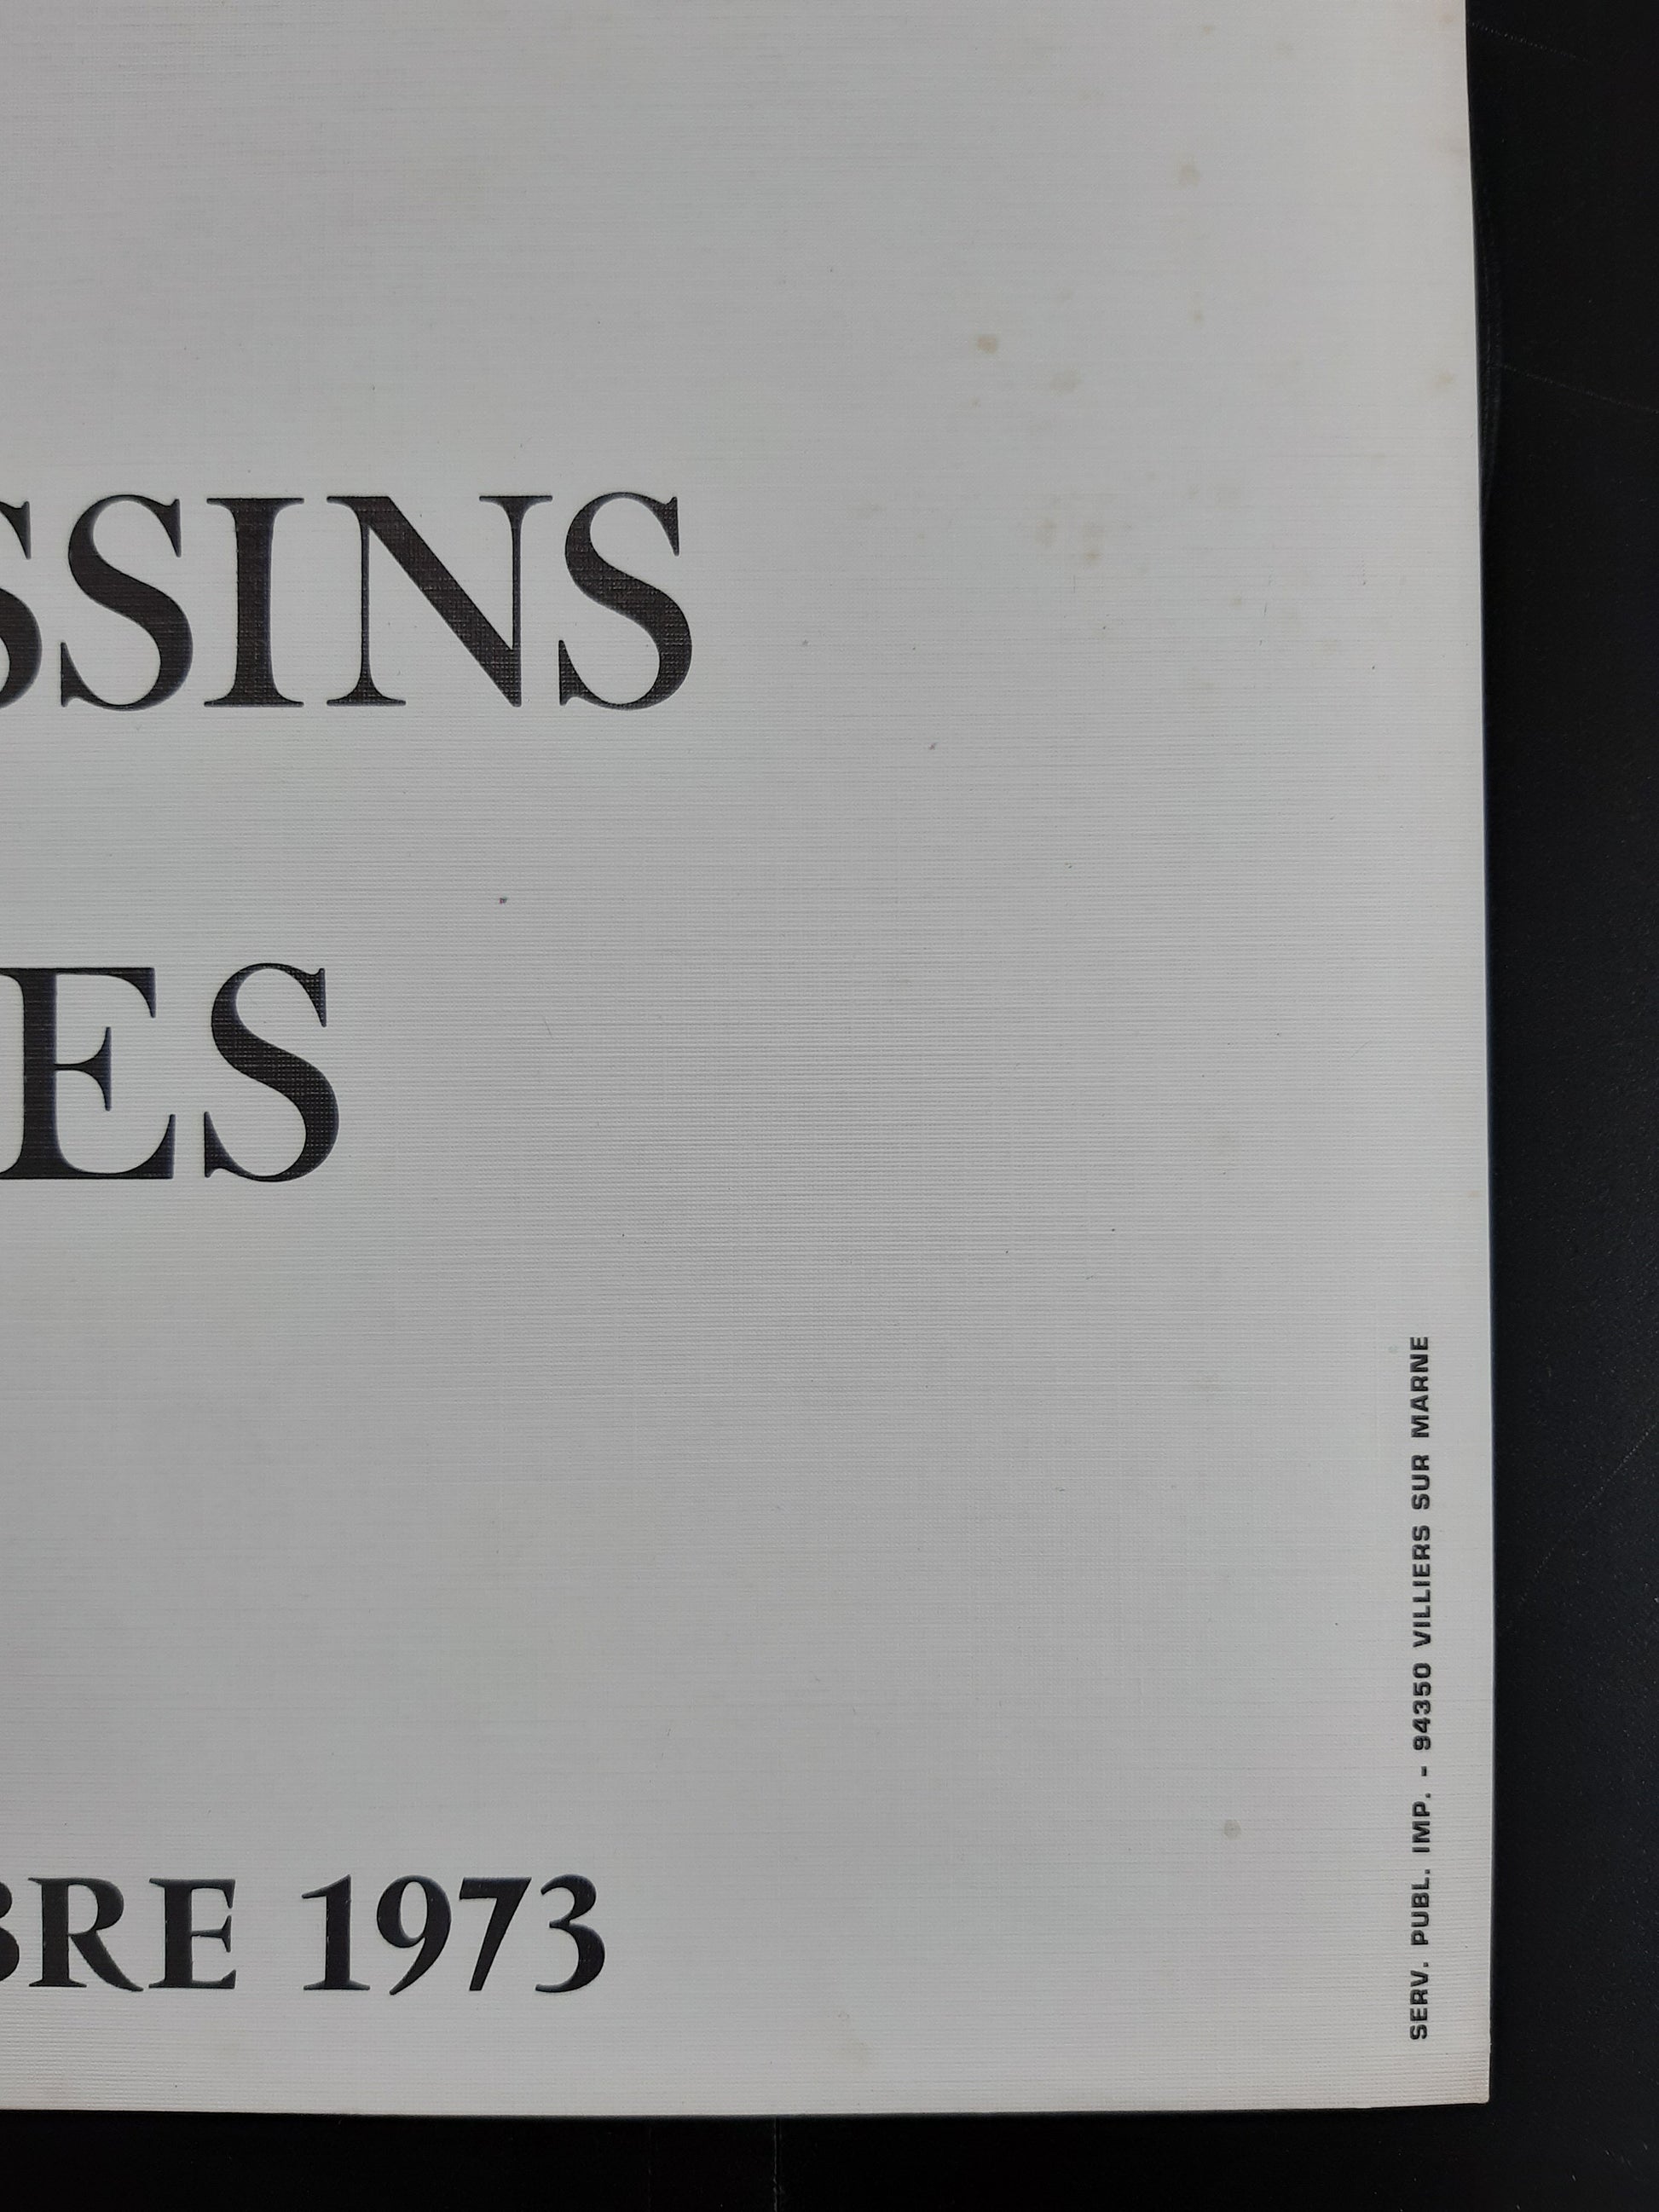 SSINS
ES
BRE 1973
SERV. PUBL. IMP. - 94350 VILLIERS SUR MARNE